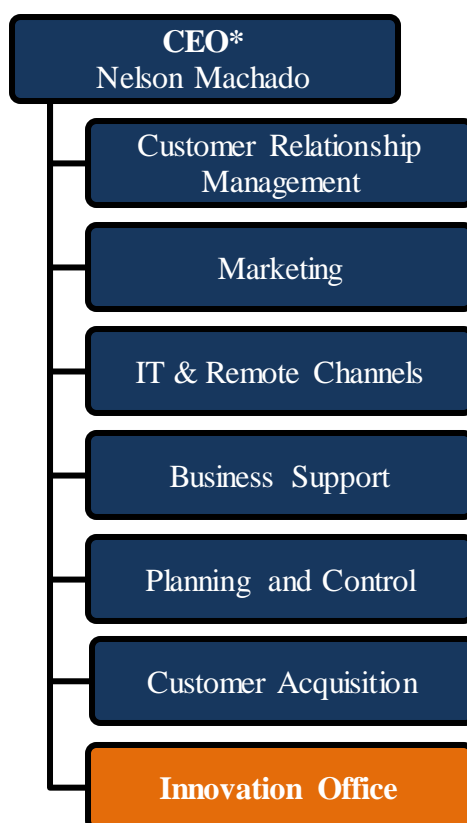 CEO*
Nelson Machado
Customer Relationship
Management
Marketing
IT & Remote Channels
Business Support
Planning and Control
Customer Acquisition
Innovation Office